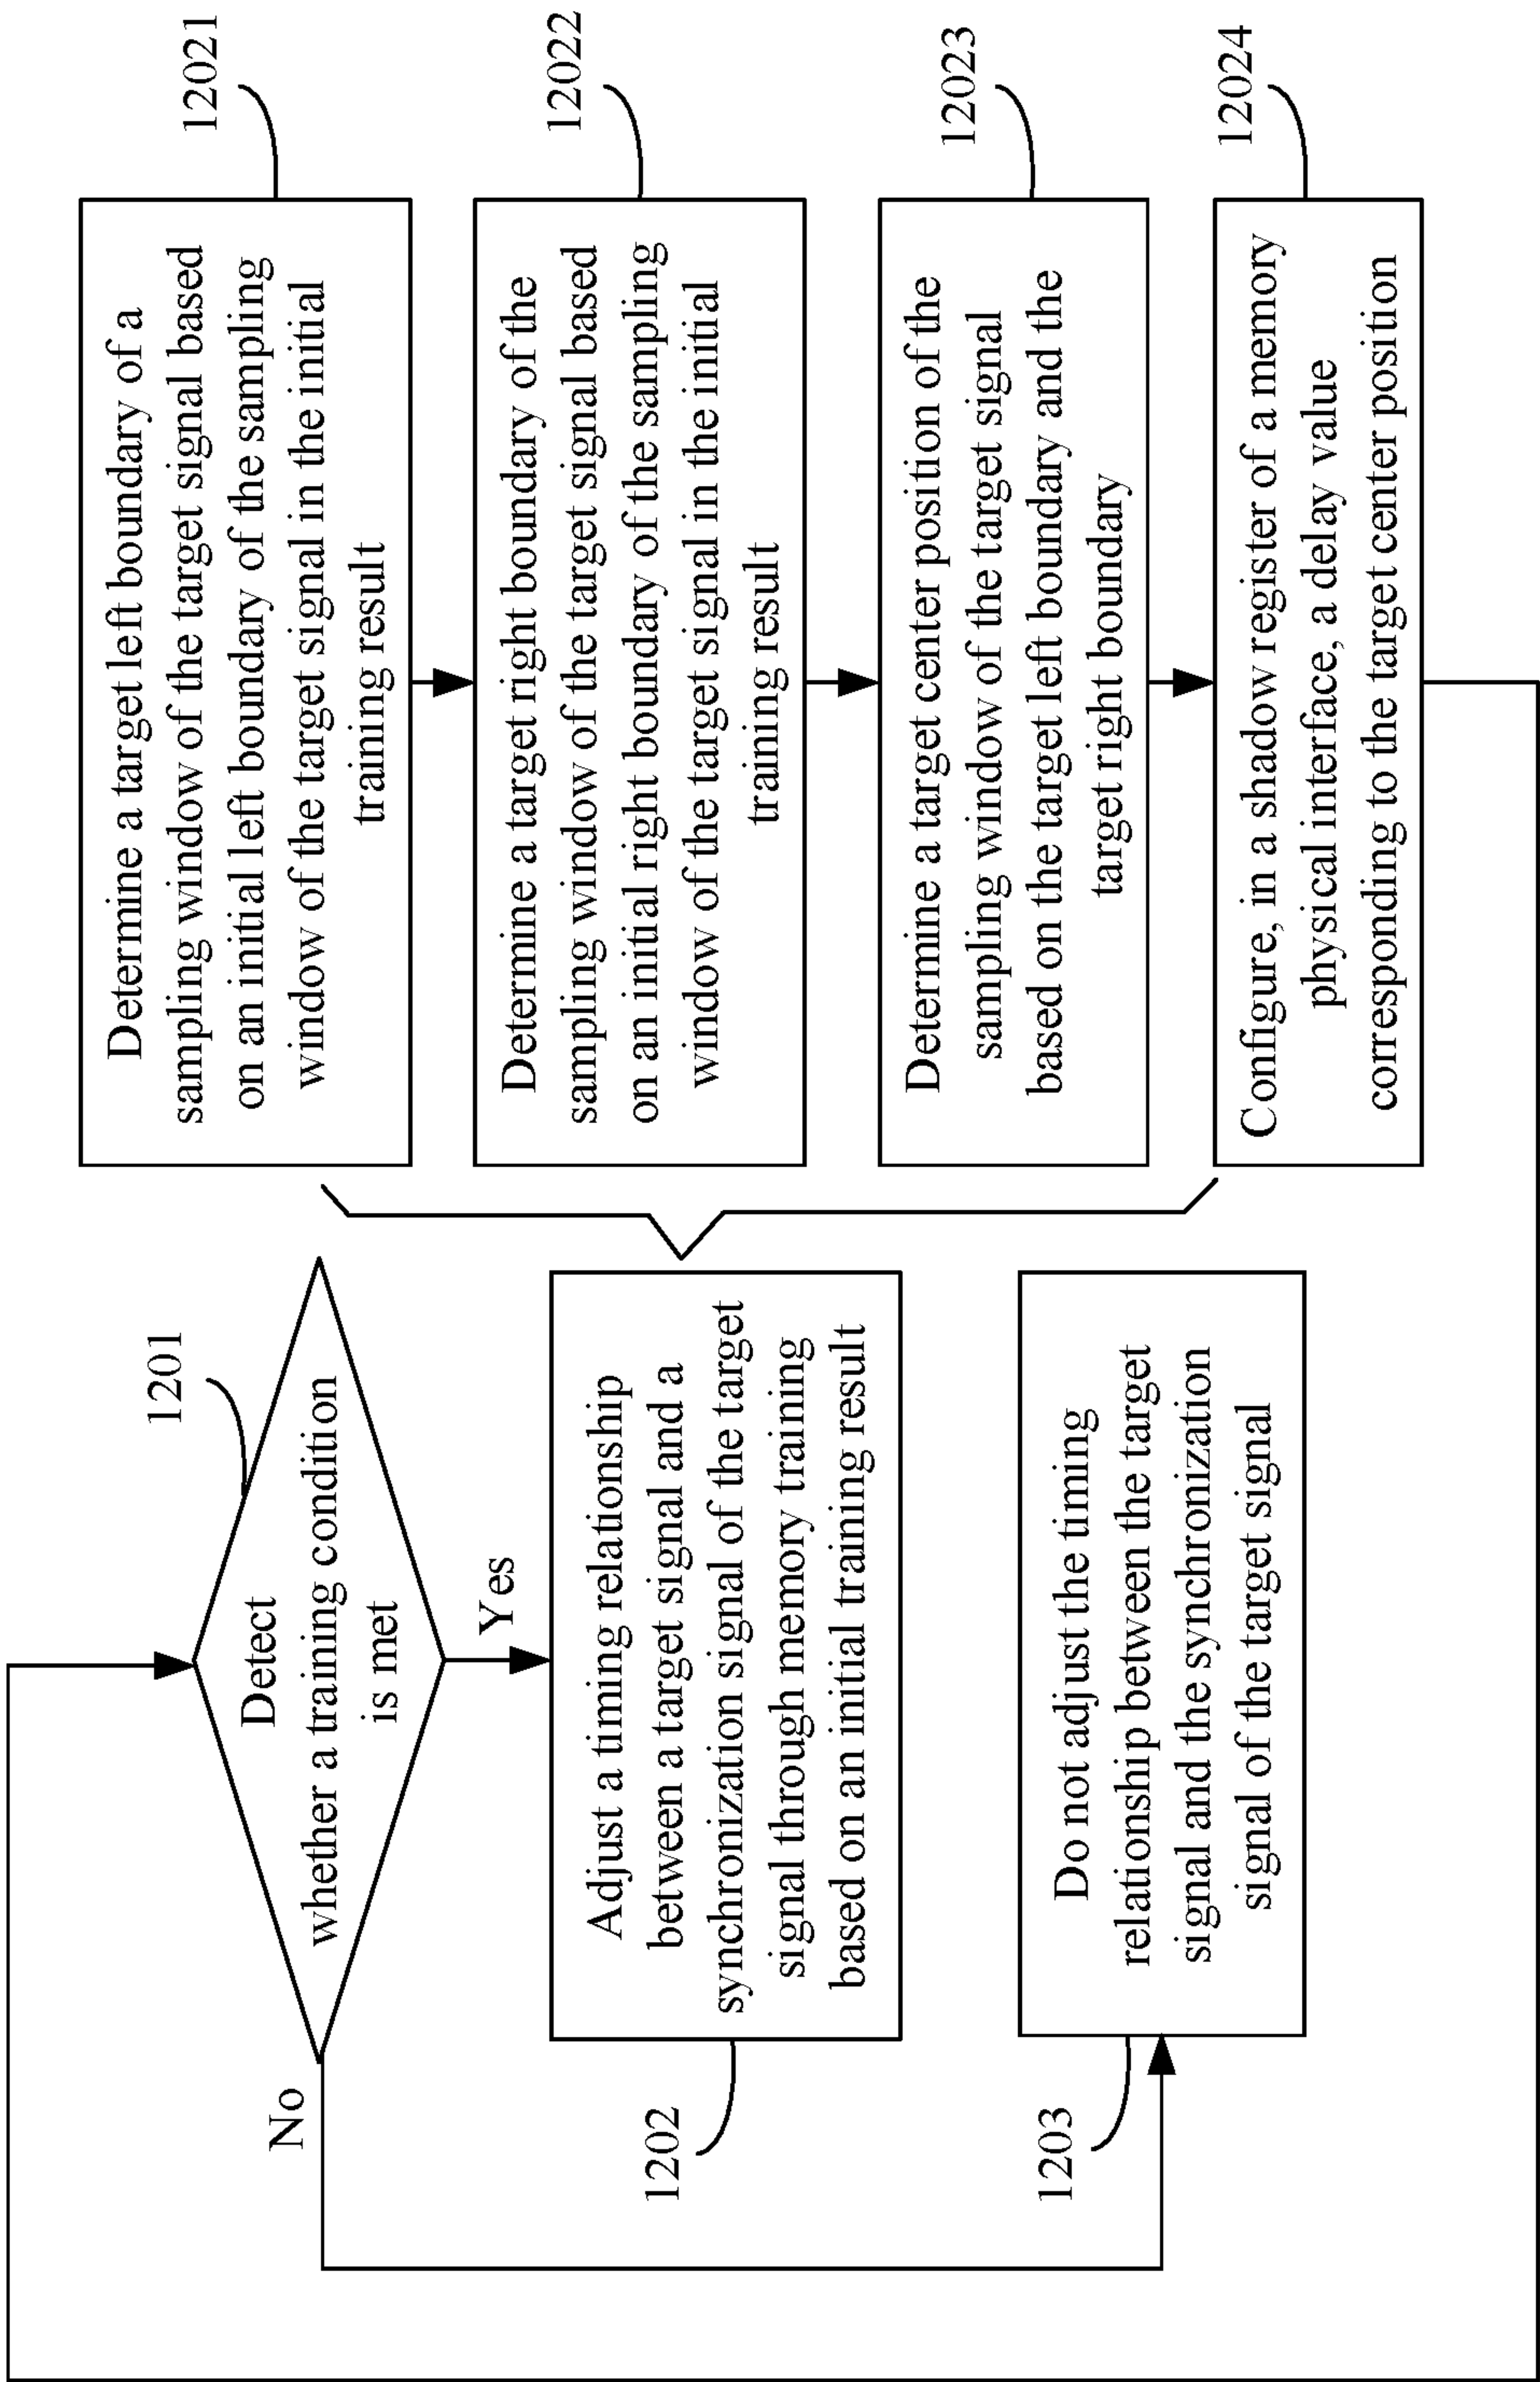 1201
Detect
whether a training condition
is met
Yes
No
1202
Adjust a timing relationship
between a target signal and a
synchronization signal of the target
signal through memory training
based on an initial training result
1203
Do not adjust the timing
relationship between the target
signal and the synchronization
signal of the target signal
12021
Determine a target left boundary of a
sampling window of the target signal based
on an initial left boundary of the sampling
window of the target signal in the initial
training result
12022
Determine a target right boundary of the
sampling window of the target signal based
on an initial right boundary of the sampling
window of the target signal in the initial
training result
12023
Determine a target center position of the
sampling window of the target signal
based on the target left boundary and the
target right boundary
12024
Configure, in a shadow register of a memory
physical interface, a delay value
corresponding to the target center position